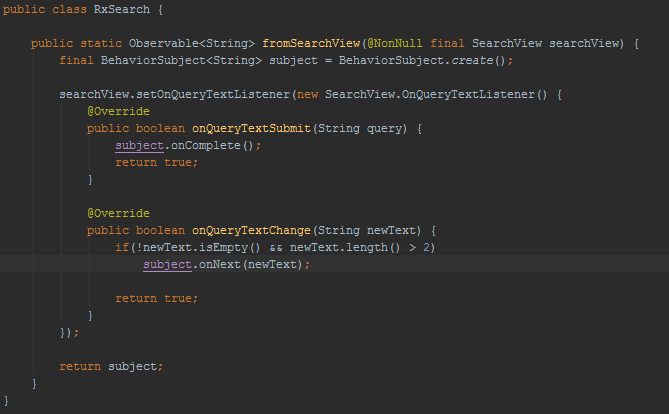 public class RxSearch {
public static Observable<String> fromSearchView(@NonNull final SearchView searchView) {
final BehaviorSubject<String> subject = BehaviorSubject.create();
searchView.setOnQueryTextListener(new SearchView.OnQueryTextListener() {
@Override
public boolean onQueryTextSubmit(String query) {
subject.onComplete();
return true;
}
@Override
public boolean onQueryTextChange(String newText) {
if(!newText.isEmpty() && newText.length() > 2)
subject.onNext(newText);
return true;
}
});
return subject;
}
}